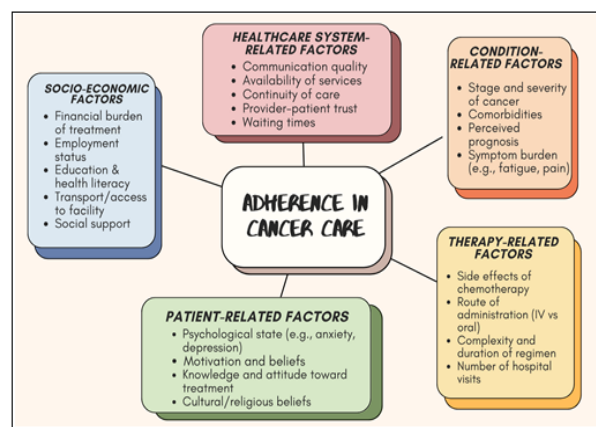 HEALTHCARE SYSTEM-
RELATED FACTORS
• Communication quality
• Availability of services
• Continuity of care
• Provider-patient trust
• Waiting times
CONDITION-
RELATED FACTORS
• Stage and severity
of cancer
• Comorbidities
• Perceived
prognosis
• Symptom burden
(e.g., fatigue, pain)
SOCIO-ECONOMIC
FACTORS
• Financial burden
of treatment
• Employment
status
• Education &
health literacy
• Transport/access
to facility
• Social support
ADHERENCE IN
CANCER CARE
THERAPY-RELATED
FACTORS
• Side effects of
chemotherapy
• Route of
administration (IV vs
oral)
• Complexity and
duration of regimen
• Number of hospital
visits
PATIENT-RELATED FACTORS
• Psychological state (e.g., anxiety,
depression)
• Motivation and beliefs
• Knowledge and attitude toward
treatment
• Cultural/religious beliefs